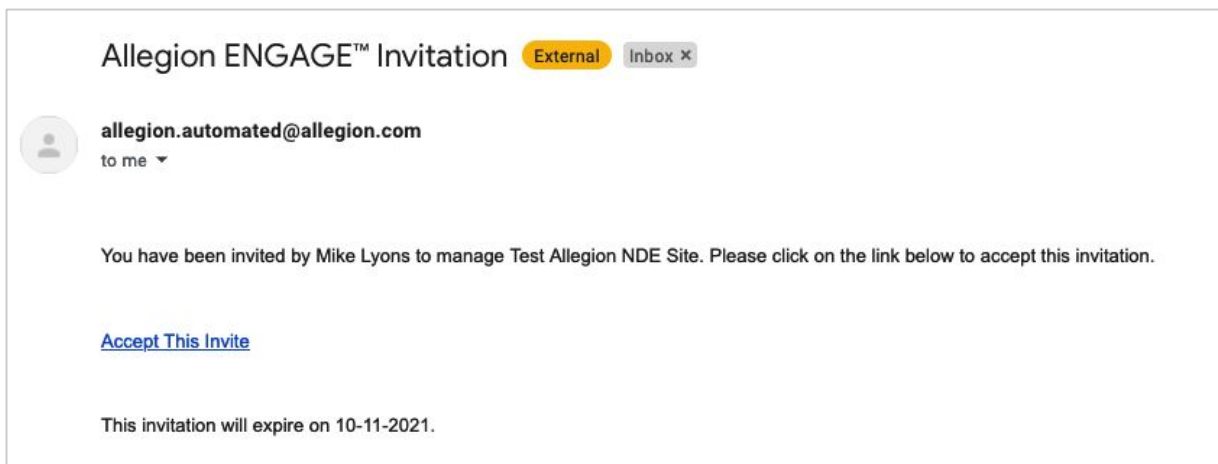 Allegion ENGAGE™ Invitation External Inbox ×
allegion.automated@allegion.com
to me
You have been invited by Mike Lyons to manage Test Allegion NDE Site. Please click on the link below to accept this invitation.
Accept This Invite
This invitation will expire on 10-11-2021.